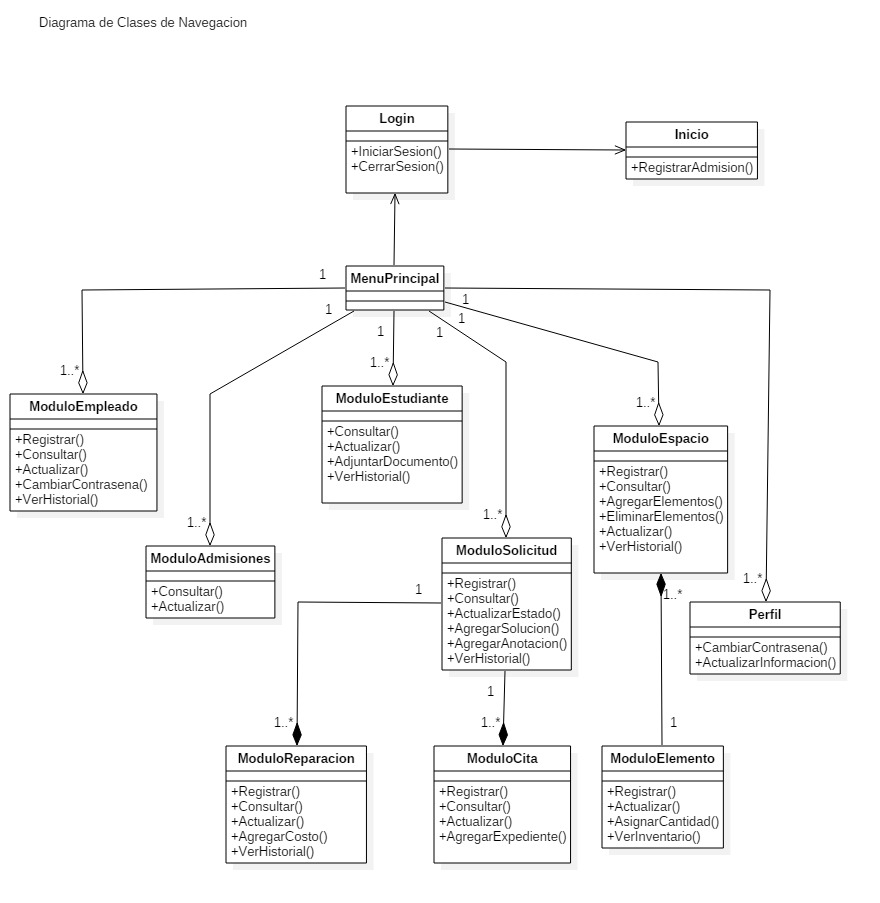 Diagrama de Clases de Navegacion
Login
+IniciarSesion()
+CerrarSesion()
Inicio
+RegistrarAdmision()
MenuPrincipal
1
1
1
1
1
1
1..*
1..*
1..*
1..*
1..*
1..*
ModuloEmpleado
+Registrar()
+Consultar()
+Actualizar()
+CambiarContrasena()
+VerHistorial()
ModuloEstudiante
+Consultar()
+Actualizar()
+AdjuntarDocumento()
+VerHistorial()
ModuloEspacio
+Registrar()
+Consultar()
+AgregarElementos()
+EliminarElementos()
+Actualizar()
+VerHistorial()
ModuloAdmisiones
+Consultar()
+Actualizar()
ModuloSolicitud
+Registrar()
+Consultar()
+ActualizarEstado()
+AgregarSolucion()
+AgregarAnotacion()
+VerHistorial()
Perfil
+CambiarContrasena()
+ActualizarInformacion()
1
1..*
1
1..*
1..*
1
ModuloReparacion
+Registrar()
+Consultar()
+Actualizar()
+AgregarCosto()
+VerHistorial()
ModuloCita
+Registrar()
+Consultar()
+Actualizar()
+AgregarExpediente()
ModuloElemento
+Registrar()
+Actualizar()
+AsignarCantidad()
+VerInventario()